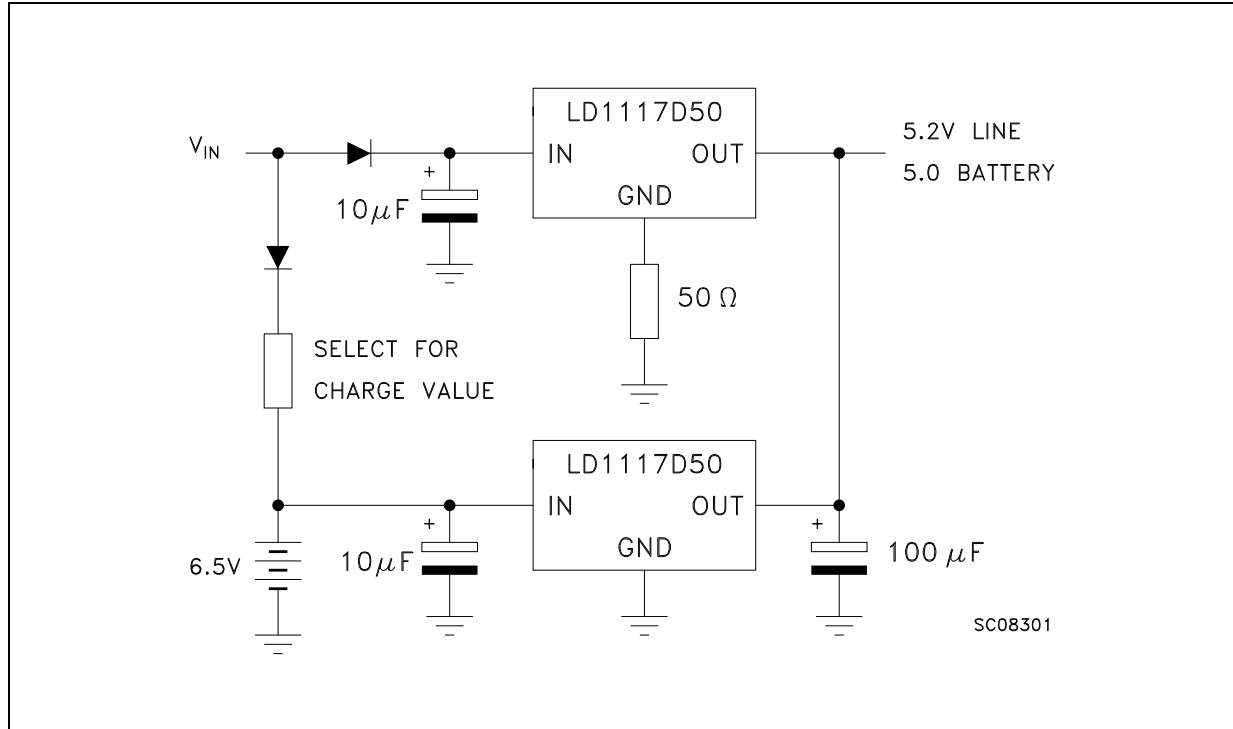 LD1117D50
V_IN
IN
OUT
5.2V LINE
5.0 BATTERY
+
10µF
GND
50 Ω
SELECT FOR
CHARGE VALUE
LD1117D50
IN
OUT
+
+
GND
6.5V
10µF
100 µF
SC08301